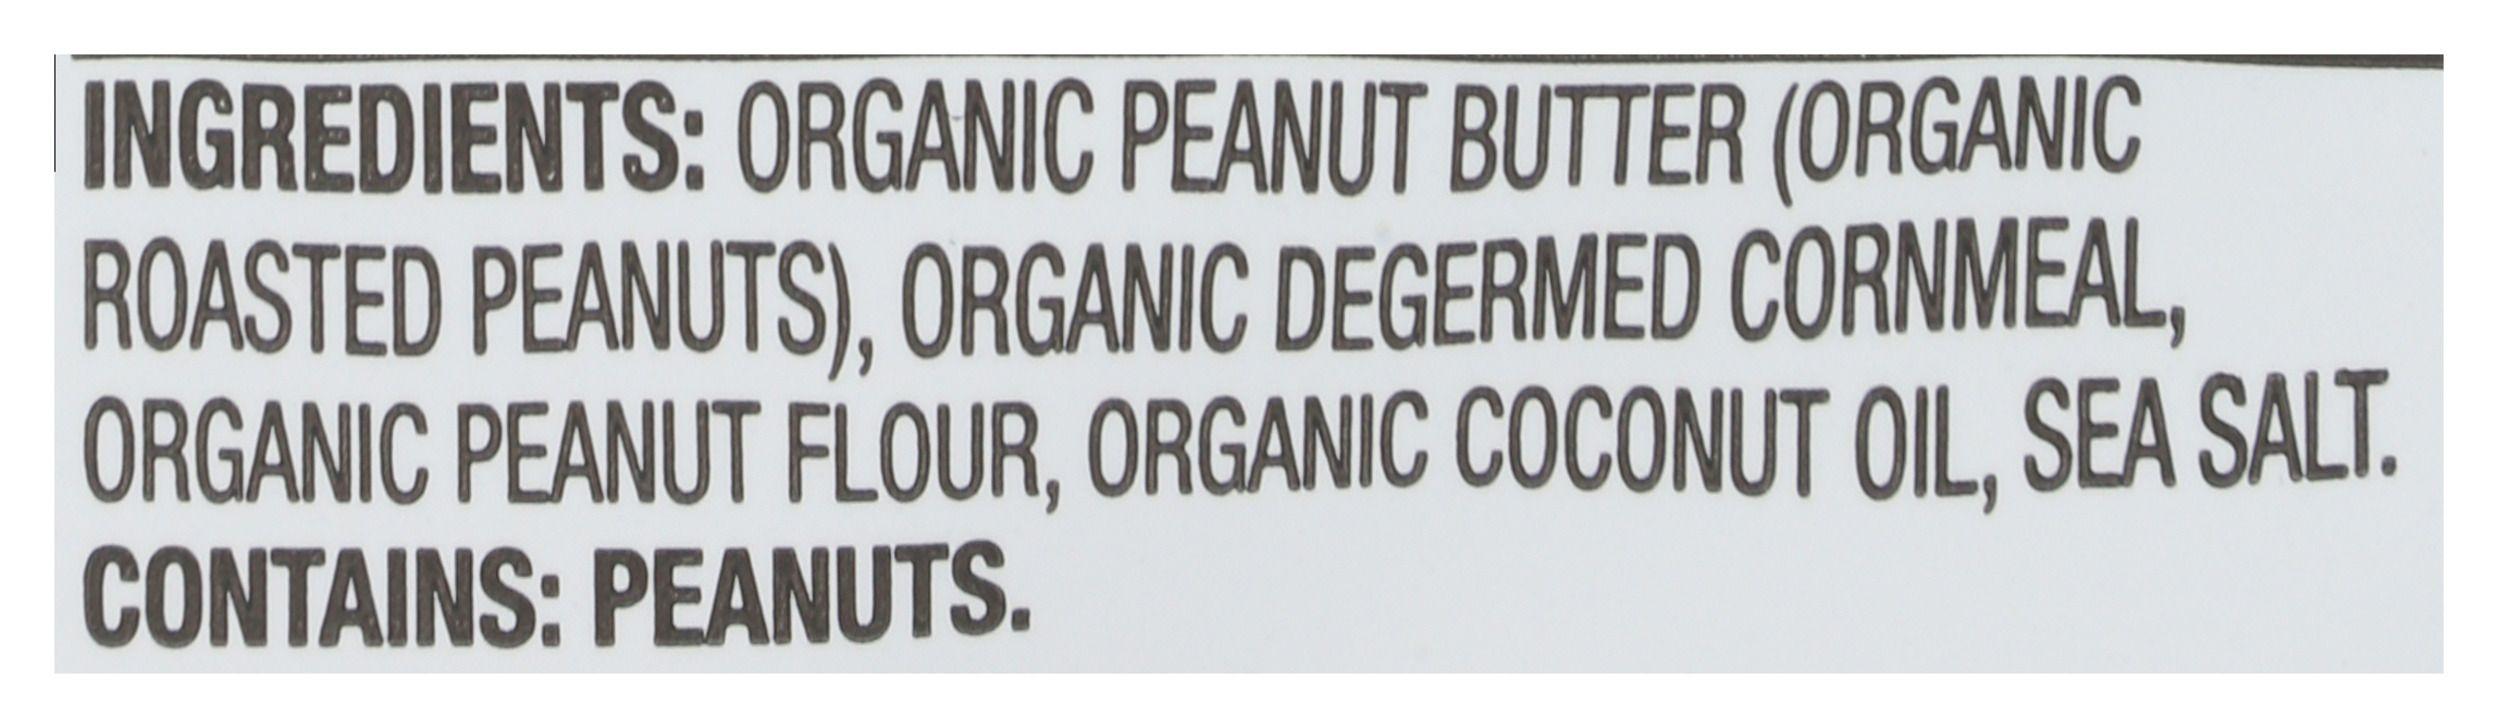 INGREDIENTS: ORGANIC PEANUT BUTTER (ORGANIC
ROASTED PEANUTS), ORGANIC DEGERMED CORNMEAL,
ORGANIC PEANUT FLOUR, ORGANIC COCONUT OIL, SEA SALT.
CONTAINS: PEANUTS.